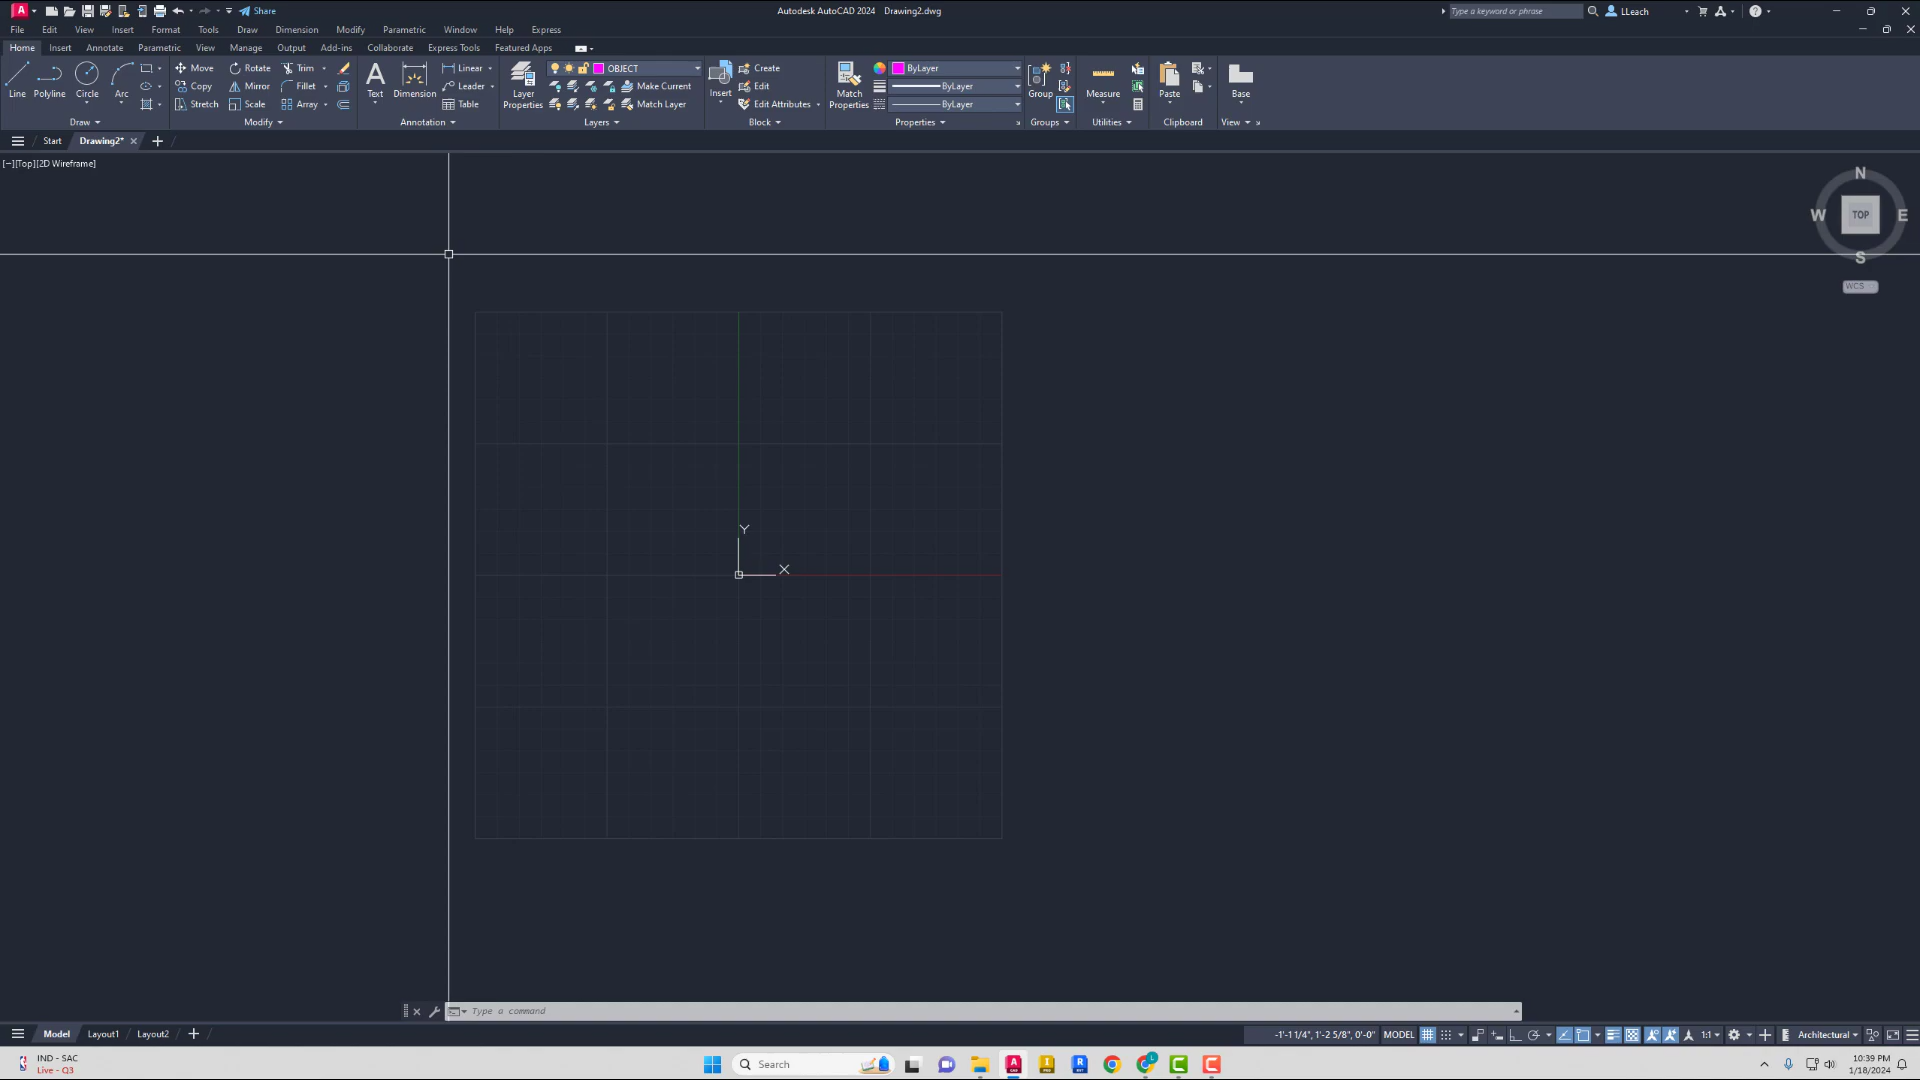 Share
Autodesk AutoCAD 2024 Drawing2.dwg
Type a keyword or phrase
LLeach
File Edit View Insert Format Tools Draw Dimension Modify Parametric Window Help Express
Home Insert Annotate Parametric View Manage Output Add-ins Collaborate Express Tools Featured Apps
Line Polyline Circle Arc
Move Rotate Trim
Copy Mirror Fillet
Stretch Scale Array
Text Dimension
Linear
Leader
Table
Layer Properties
OBJECT
Make Current
Match Layer
Insert
Create
Edit
Edit Attributes
Match Properties
ByLayer
ByLayer
ByLayer
Group
Measure
Paste
Base
Draw Modify Annotation Layers Block Properties Groups Utilities Clipboard View
Start Drawing2*
[−][Top][2D Wireframe]
N
W TOP E
S
WCS
Y
X
Type a command
Model Layout1 Layout2
-1'-1 1/4", 1'-2 5/8", 0'-0" MODEL 1:1 Architectural
IND - SAC
Live - Q3
Search
10:39 PM
1/18/2024